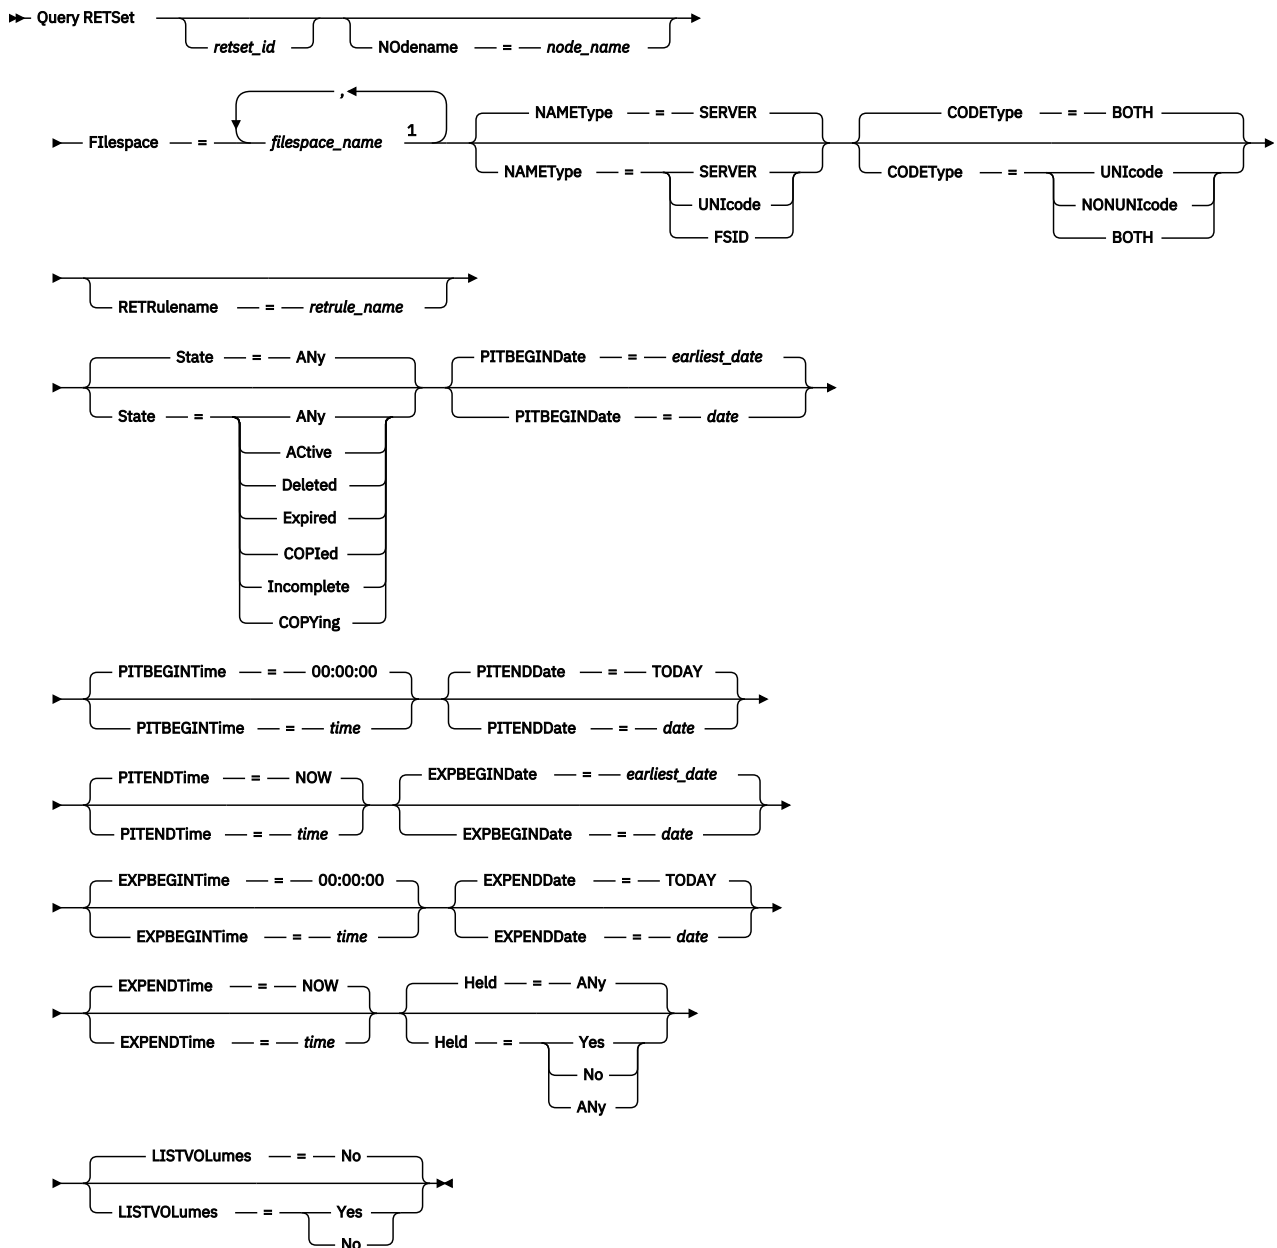 Query RETSet
retset_id
NOdename = node_name
,
FIlespace = filespace_name 1
NAMEType = SERVER
NAMEType = SERVER
UNIcode
FSID
CODEType = BOTH
CODEType = UNIcode
NONUNIcode
BOTH
RETRulename = retrule_name
State = ANy
State = ANy
ACtive
Deleted
Expired
COPIed
Incomplete
COPYing
PITBEGINDate = earliest_date
PITBEGINDate = date
PITBEGINTime = 00:00:00
PITBEGINTime = time
PITENDDate = TODAY
PITENDDate = date
PITENDTime = NOW
PITENDTime = time
EXPBEGINDate = earliest_date
EXPBEGINDate = date
EXPBEGINTime = 00:00:00
EXPBEGINTime = time
EXPENDDate = TODAY
EXPENDDate = date
EXPENDTime = NOW
EXPENDTime = time
Held = ANy
Held = Yes
No
ANy
LISTVOLumes = No
LISTVOLumes = Yes
No